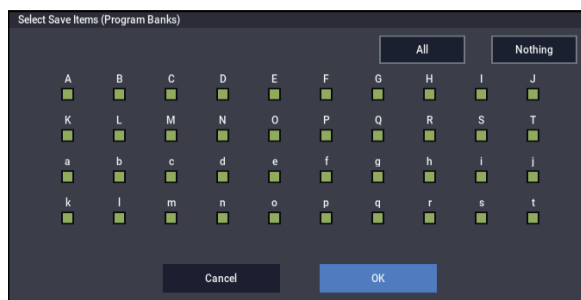 Select Save Items (Program Banks)
All Nothing
A B C D E F G H I J
K L M N O P Q R S T
a b c d e f g h i j
k l m n o p q r s t
Cancel OK